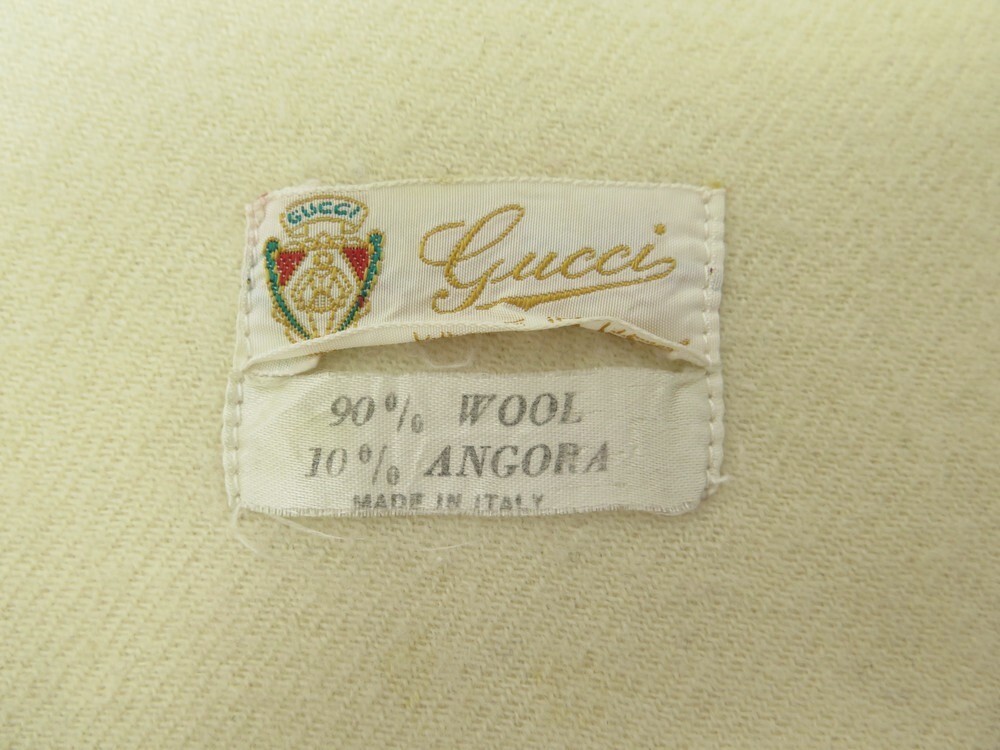 GUCCI
Gucci
90% WOOL
10% ANGORA
MADE IN ITALY